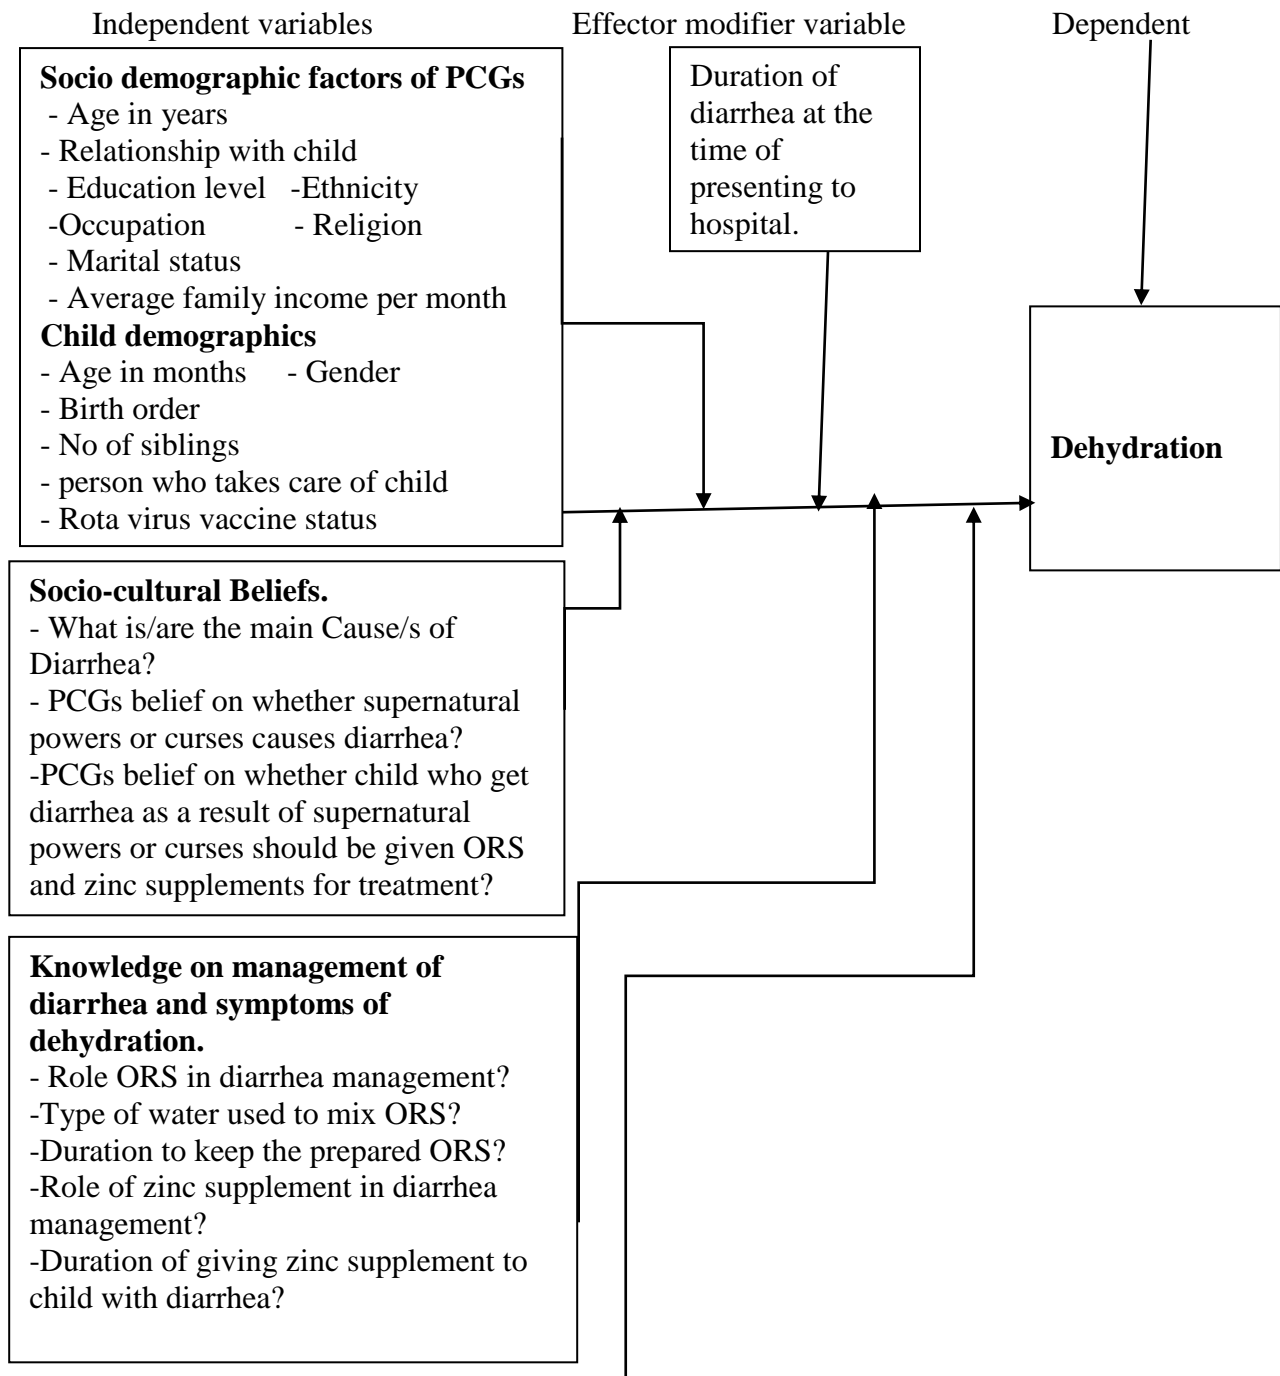 Independent variables
Effector modifier variable
Dependent
Socio demographic factors of PCGs
- Age in years
- Relationship with child
- Education level -Ethnicity
-Occupation - Religion
- Marital status
- Average family income per month
Child demographics
- Age in months - Gender
- Birth order
- No of siblings
- person who takes care of child
- Rota virus vaccine status
Duration of
diarrhea at the
time of
presenting to
hospital.
Dehydration
Socio-cultural Beliefs.
- What is/are the main Cause/s of
Diarrhea?
- PCGs belief on whether supernatural
powers or curses causes diarrhea?
-PCGs belief on whether child who get
diarrhea as a result of supernatural
powers or curses should be given ORS
and zinc supplements for treatment?
Knowledge on management of
diarrhea and symptoms of
dehydration.
- Role ORS in diarrhea management?
-Type of water used to mix ORS?
-Duration to keep the prepared ORS?
-Role of zinc supplement in diarrhea
management?
-Duration of giving zinc supplement to
child with diarrhea?